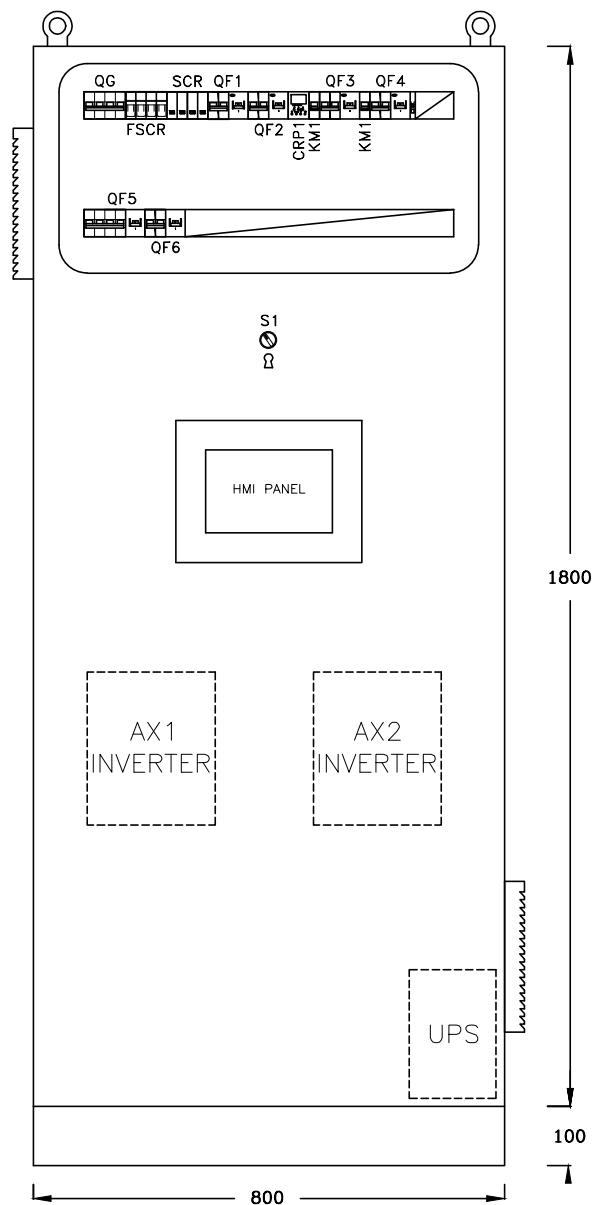 QG SCR QF1 QF3 QF4
FSCR QF2 CRP1 KM1 KM1
QF5
QF6
S1
HMI PANEL
1800
AX1
INVERTER
AX2
INVERTER
UPS
100
800